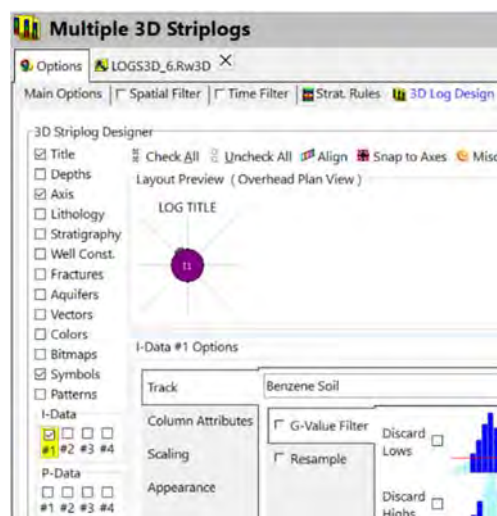 Multiple 3D Striplogs
Options LOGS3D_6.Rw3D
Main Options Spatial Filter Time Filter Strat. Rules 3D Log Design
3D Striplog Designer
Title
Depths
Axis
Lithology
Stratigraphy
Well Const.
Fractures
Aquifers
Vectors
Colors
Bitmaps
Symbols
Patterns
I-Data
#1 #2 #3 #4
P-Data
#1 #2 #3 #4
Check All Uncheck All Align Snap to Axes Misc
Layout Preview ( Overhead Plan View )
LOG TITLE
I1
I-Data #1 Options
Track Benzene Soil
Column Attributes
Scaling
Appearance
G-Value Filter
Resample
Discard
Lows
Discard
Highs